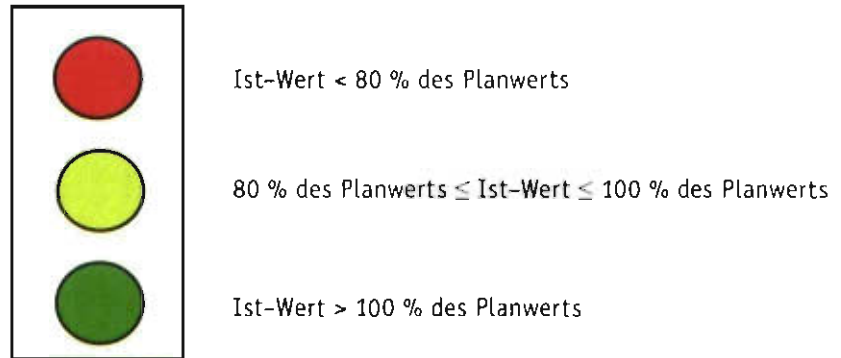 Ist-Wert < 80 % des Planwerts
80 % des Planwerts ≤ Ist-Wert ≤ 100 % des Planwerts
Ist-Wert > 100 % des Planwerts